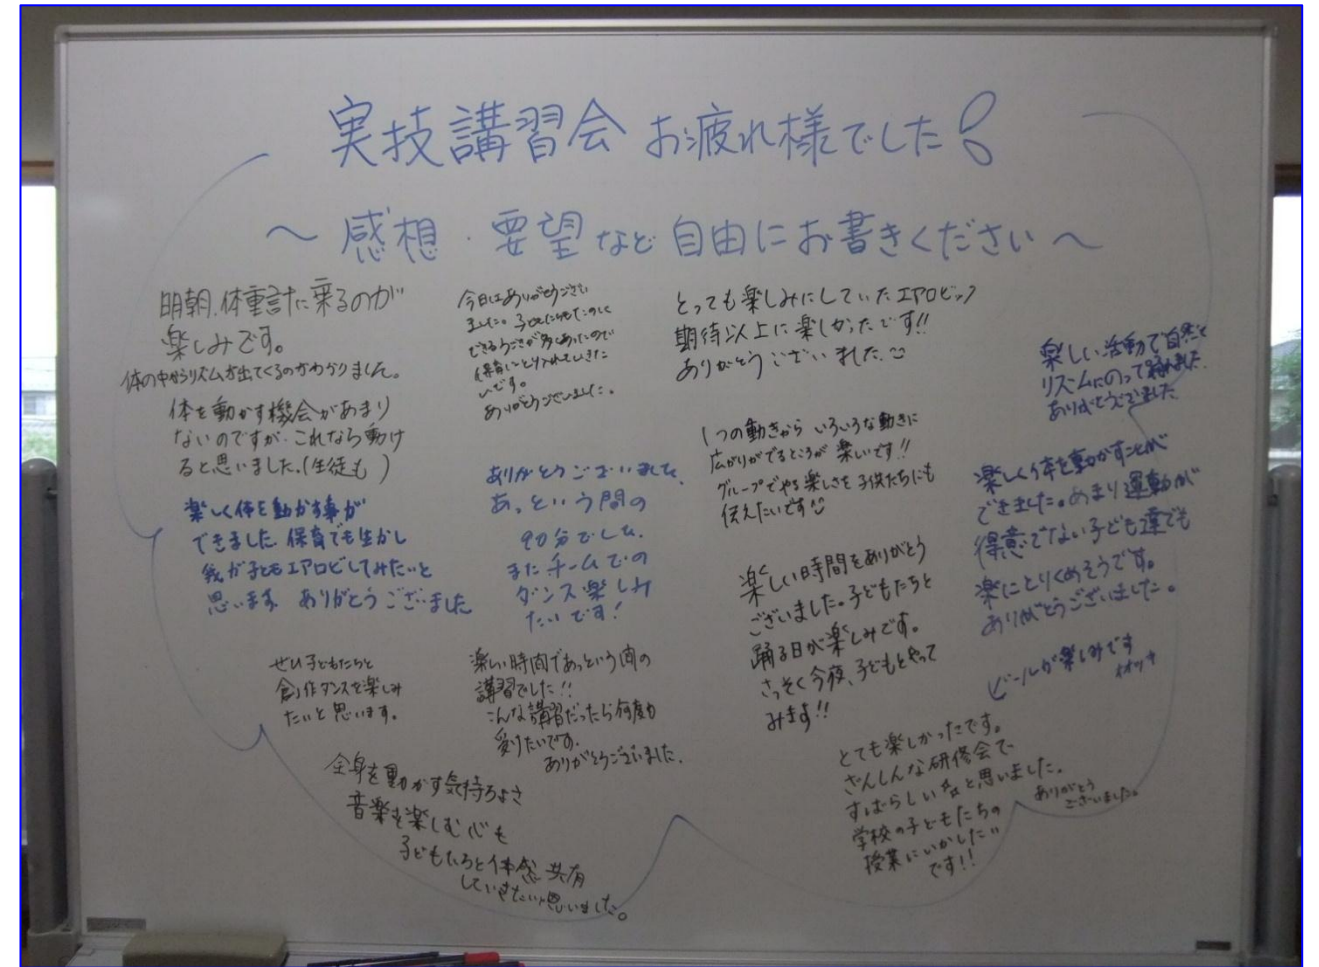 実技講習会 お疲れ様でした!
～感想・要望など自由にお書きください～
明朝、体重計に乗るのが
楽しみです。
体の中からリズムが出てくるのがわかりました。
体を動かす機会があまり
ないのですが、これなら動け
ると思いました。(生徒も)
楽しく体を動かす事が
できました。保育でも生かし
我が子ともエアロビしてみたいと
思います。ありがとうございました
ぜひ子どもたちと
創作ダンスを楽しみ
たいと思います。
全身を動かす気持ちよさ
音楽を楽しむ心も
子どもたちと体感、共有
していきたいと思いました。
今日はありがとうござい
ました。子どもたちもたのしく
できるうごきが多くあったので
保育にとり入れていきた
いです。
ありがとうございました。
ありがとうございました。
あっという間の
90分でした。
またチームでの
ダンス楽しみ
たいです!
楽しい時間であっという間の
講習でした!!
こんな講習だったら何度も
受けたいです。
ありがとうございました。
とっても楽しみにしていたエアロビック
期待以上に楽しかったです!!
ありがとうございました。
1つの動きから いろいろな動きに
広がりがでるところが 楽しいです!!
グループでやる楽しさを子供たちにも
伝えたいです
楽しい時間をありがとう
ございました。子どもたちと
踊る日が楽しみです。
さっそく今夜、子どもとやって
みます!!
とても楽しかったです。
ざんしんな研修会で、
すばらしいなと思いました。
学校の子どもたちの
授業にいかしたい
です!!
ありがとう
ございました。
楽しい活動で自然と
リズムにのって踊れました。
ありがとうございました
楽しく体を動かすことが
できました。あまり運動が
得意でない子ども達でも
楽にとりくめそうです。
ありがとうございました。
ビールが楽しみです